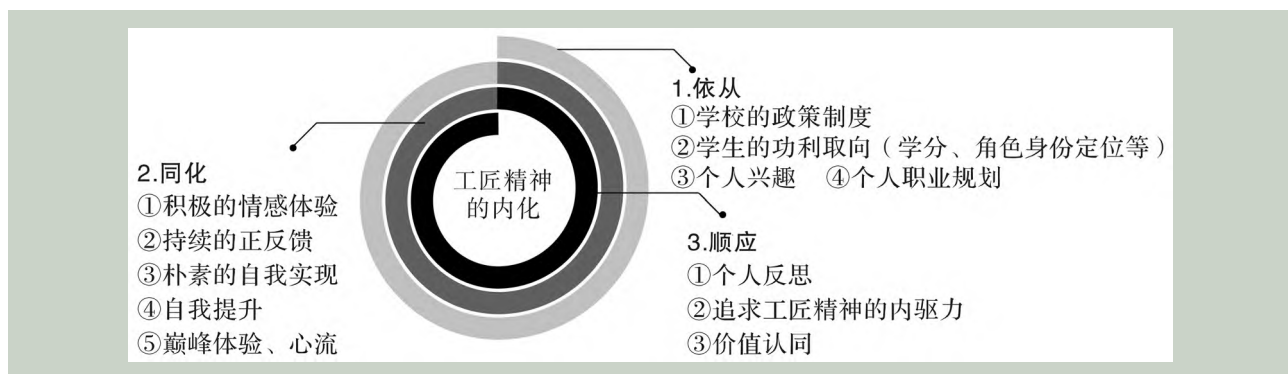 工匠精神
的内化
1.依从
①学校的政策制度
②学生的功利取向（学分、角色身份定位等）
③个人兴趣 ④个人职业规划
2.同化
①积极的情感体验
②持续的正反馈
③朴素的自我实现
④自我提升
⑤巅峰体验、心流
3.顺应
①个人反思
②追求工匠精神的内驱力
③价值认同